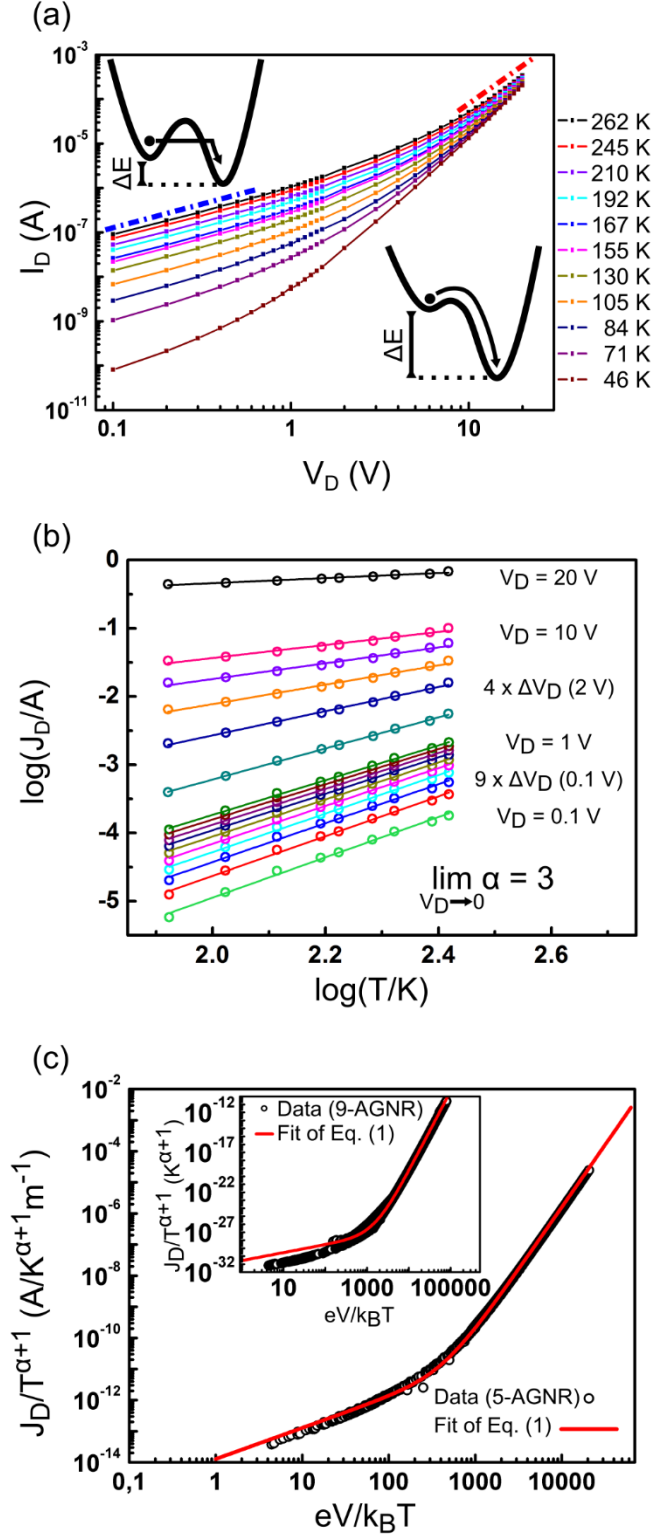 (a)
10⁻³
10⁻⁵
10⁻⁷
10⁻⁹
10⁻¹¹
I_D (A)
ΔE
ΔE
262 K
245 K
210 K
192 K
167 K
155 K
130 K
105 K
84 K
71 K
46 K
0.1
1
10
V_D (V)
(b)
0
-1
-2
-3
-4
-5
log(J_D/A)
V_D = 20 V
V_D = 10 V
4 x ΔV_D (2 V)
V_D = 1 V
9 x ΔV_D (0.1 V)
V_D = 0.1 V
lim α = 3
V_D→0
2.0
2.2
2.4
2.6
log(T/K)
(c)
10⁻²
10⁻⁴
10⁻⁶
10⁻⁸
10⁻¹⁰
10⁻¹²
10⁻¹⁴
J_D/T^α+1 (A/K^α+1m⁻¹)
10⁻¹²
10⁻¹⁷
10⁻²²
10⁻²⁷
10⁻³²
J_D/T^α+1 (K^α+1)
Data (9-AGNR)
Fit of Eq. (1)
10
1000
100000
eV/k_BT
Data (5-AGNR)
Fit of Eq. (1)
0,1
1
10
100
1000
10000
eV/k_BT